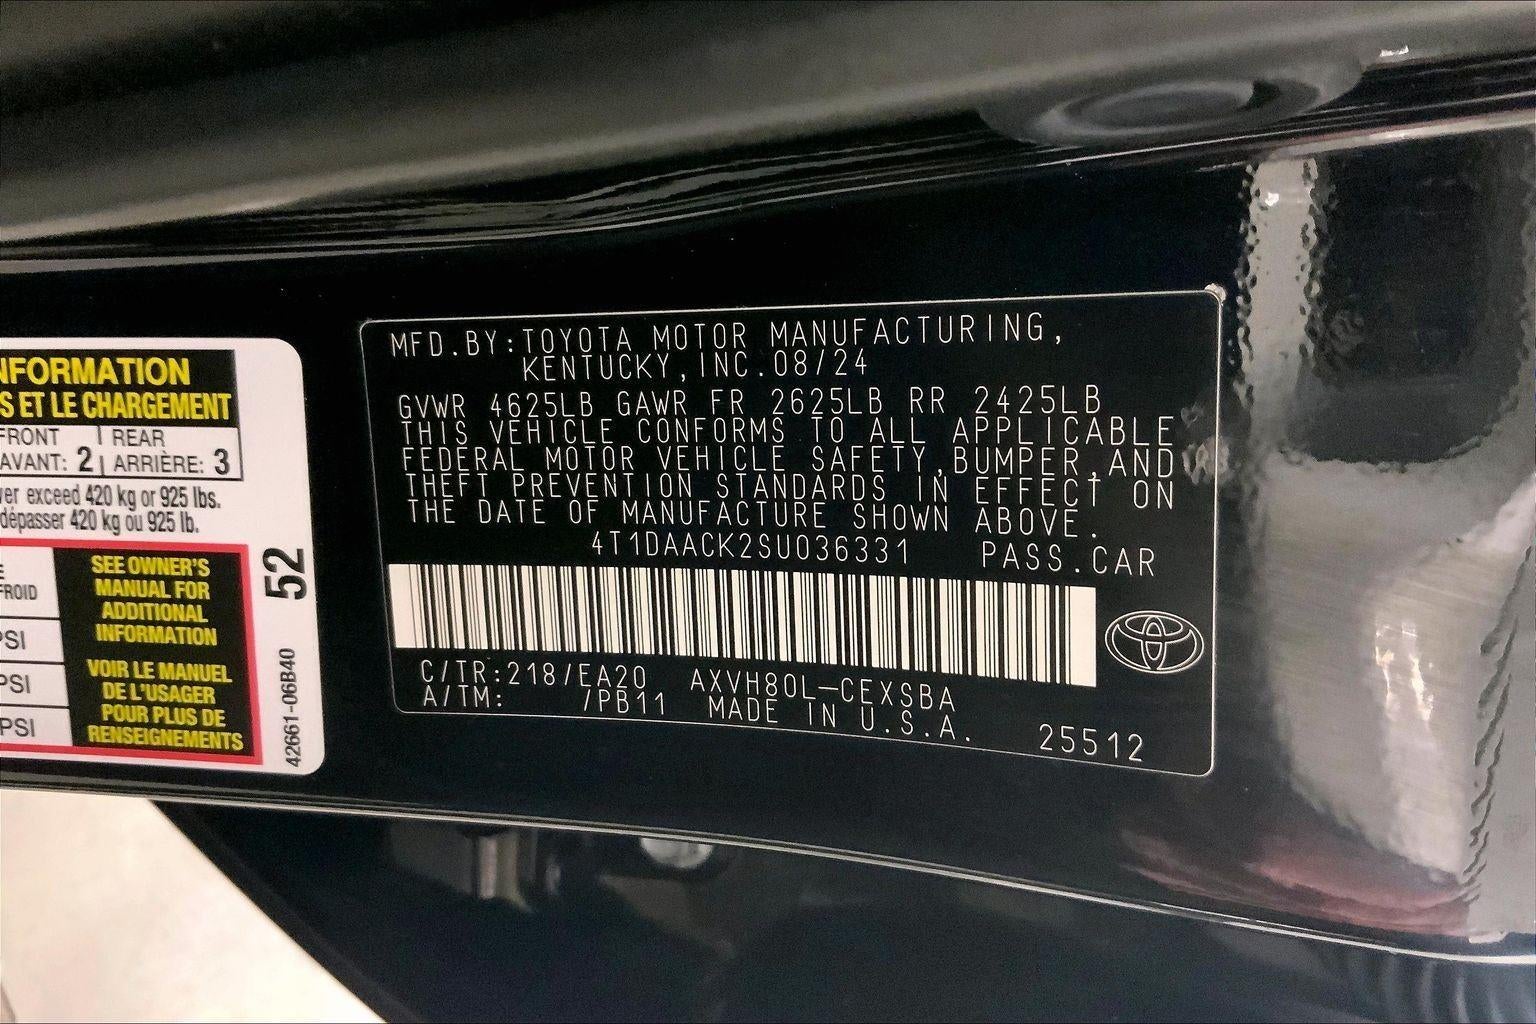 NFORMATION
S ET LE CHARGEMENT
FRONT | REAR
AVANT: 2 | ARRIÈRE: 3
er exceed 420 kg or 925 lbs.
dépasser 420 kg ou 925 lb.
FROID
PSI
PSI
PSI
SEE OWNER'S
MANUAL FOR
ADDITIONAL
INFORMATION
VOIR LE MANUEL
DE L'USAGER
POUR PLUS DE
RENSEIGNEMENTS
52
42661-06B40
MFD.BY:TOYOTA MOTOR MANUFACTURING,
KENTUCKY,INC.08/24
GVWR 4625LB GAWR FR 2625LB RR 2425LB
THIS VEHICLE CONFORMS TO ALL APPLICABLE
FEDERAL MOTOR VEHICLE SAFETY,BUMPER,AND
THEFT PREVENTION STANDARDS IN EFFECT ON
THE DATE OF MANUFACTURE SHOWN ABOVE.
4T1DAACK2SU036331 PASS.CAR
C/TR:218/EA20 AXVH80L-CEXSBA
A/TM: /PB11 MADE IN U.S.A. 25512